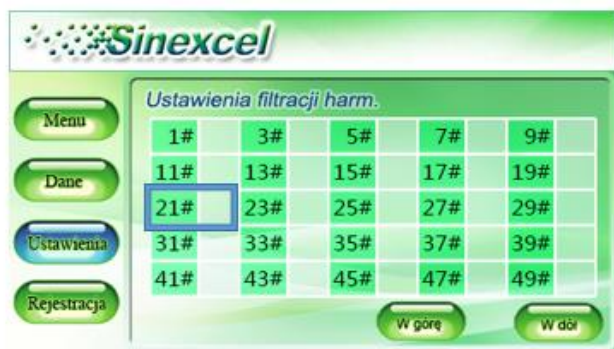 Sinexcel
Ustawienia filtracji harm.
Menu
Dane
Ustawienia
Rejestracja
1# 3# 5# 7# 9#
11# 13# 15# 17# 19#
21# 23# 25# 27# 29#
31# 33# 35# 37# 39#
41# 43# 45# 47# 49#
W górę W dół